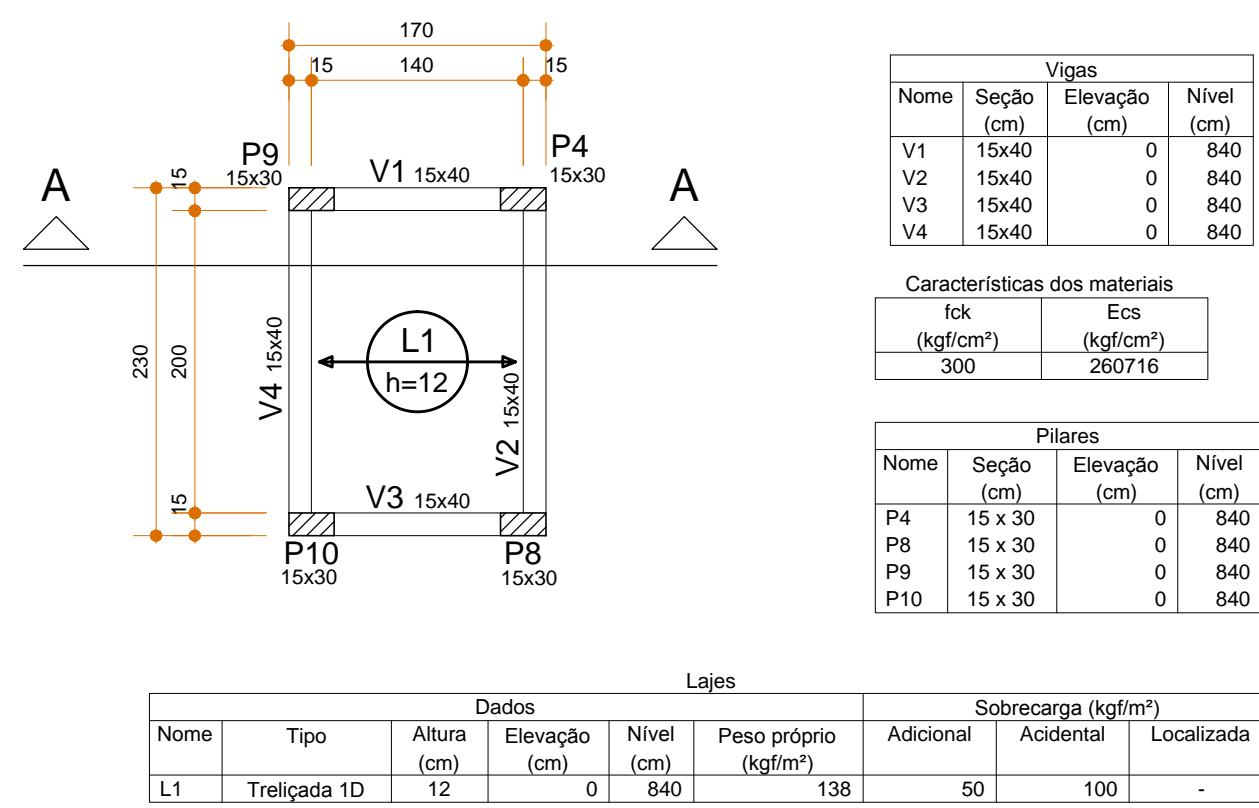 170
15 140 15
P9
15x30
V1 15x40
P4
15x30
A A
15
230
200
15
V4 15x40
L1
h=12
V2 15x40
V3 15x40
P10
15x30
P8
15x30
Vigas
Nome Seção (cm) Elevação (cm) Nível (cm)
V1 15x40 0 840
V2 15x40 0 840
V3 15x40 0 840
V4 15x40 0 840
Características dos materiais
fck (kgf/cm²) Ecs (kgf/cm²)
300 260716
Pilares
Nome Seção (cm) Elevação (cm) Nível (cm)
P4 15 x 30 0 840
P8 15 x 30 0 840
P9 15 x 30 0 840
P10 15 x 30 0 840
Lajes
Dados Sobrecarga (kgf/m²)
Nome Tipo Altura (cm) Elevação (cm) Nível (cm) Peso próprio (kgf/m²) Adicional Acidental Localizada
L1 Treliçada 1D 12 0 840 138 50 100 -